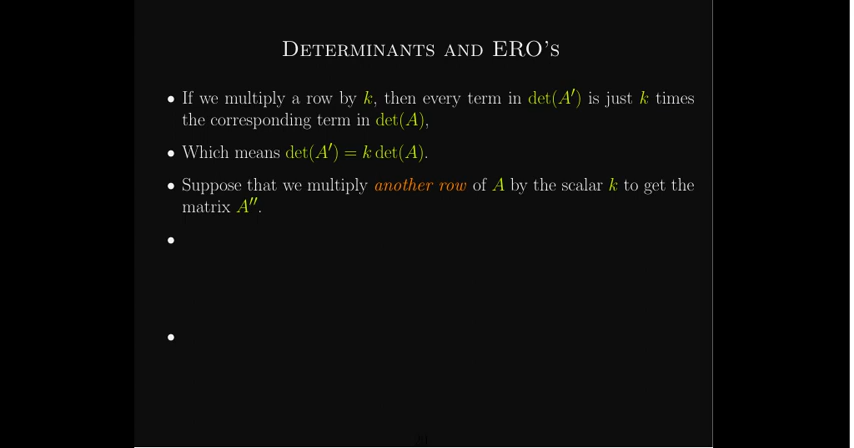 Determinants and ERO's
• If we multiply a row by k, then every term in det(A′) is just k times
the corresponding term in det(A),
• Which means det(A′) = k det(A).
• Suppose that we multiply another row of A by the scalar k to get the
matrix A″.
•
•